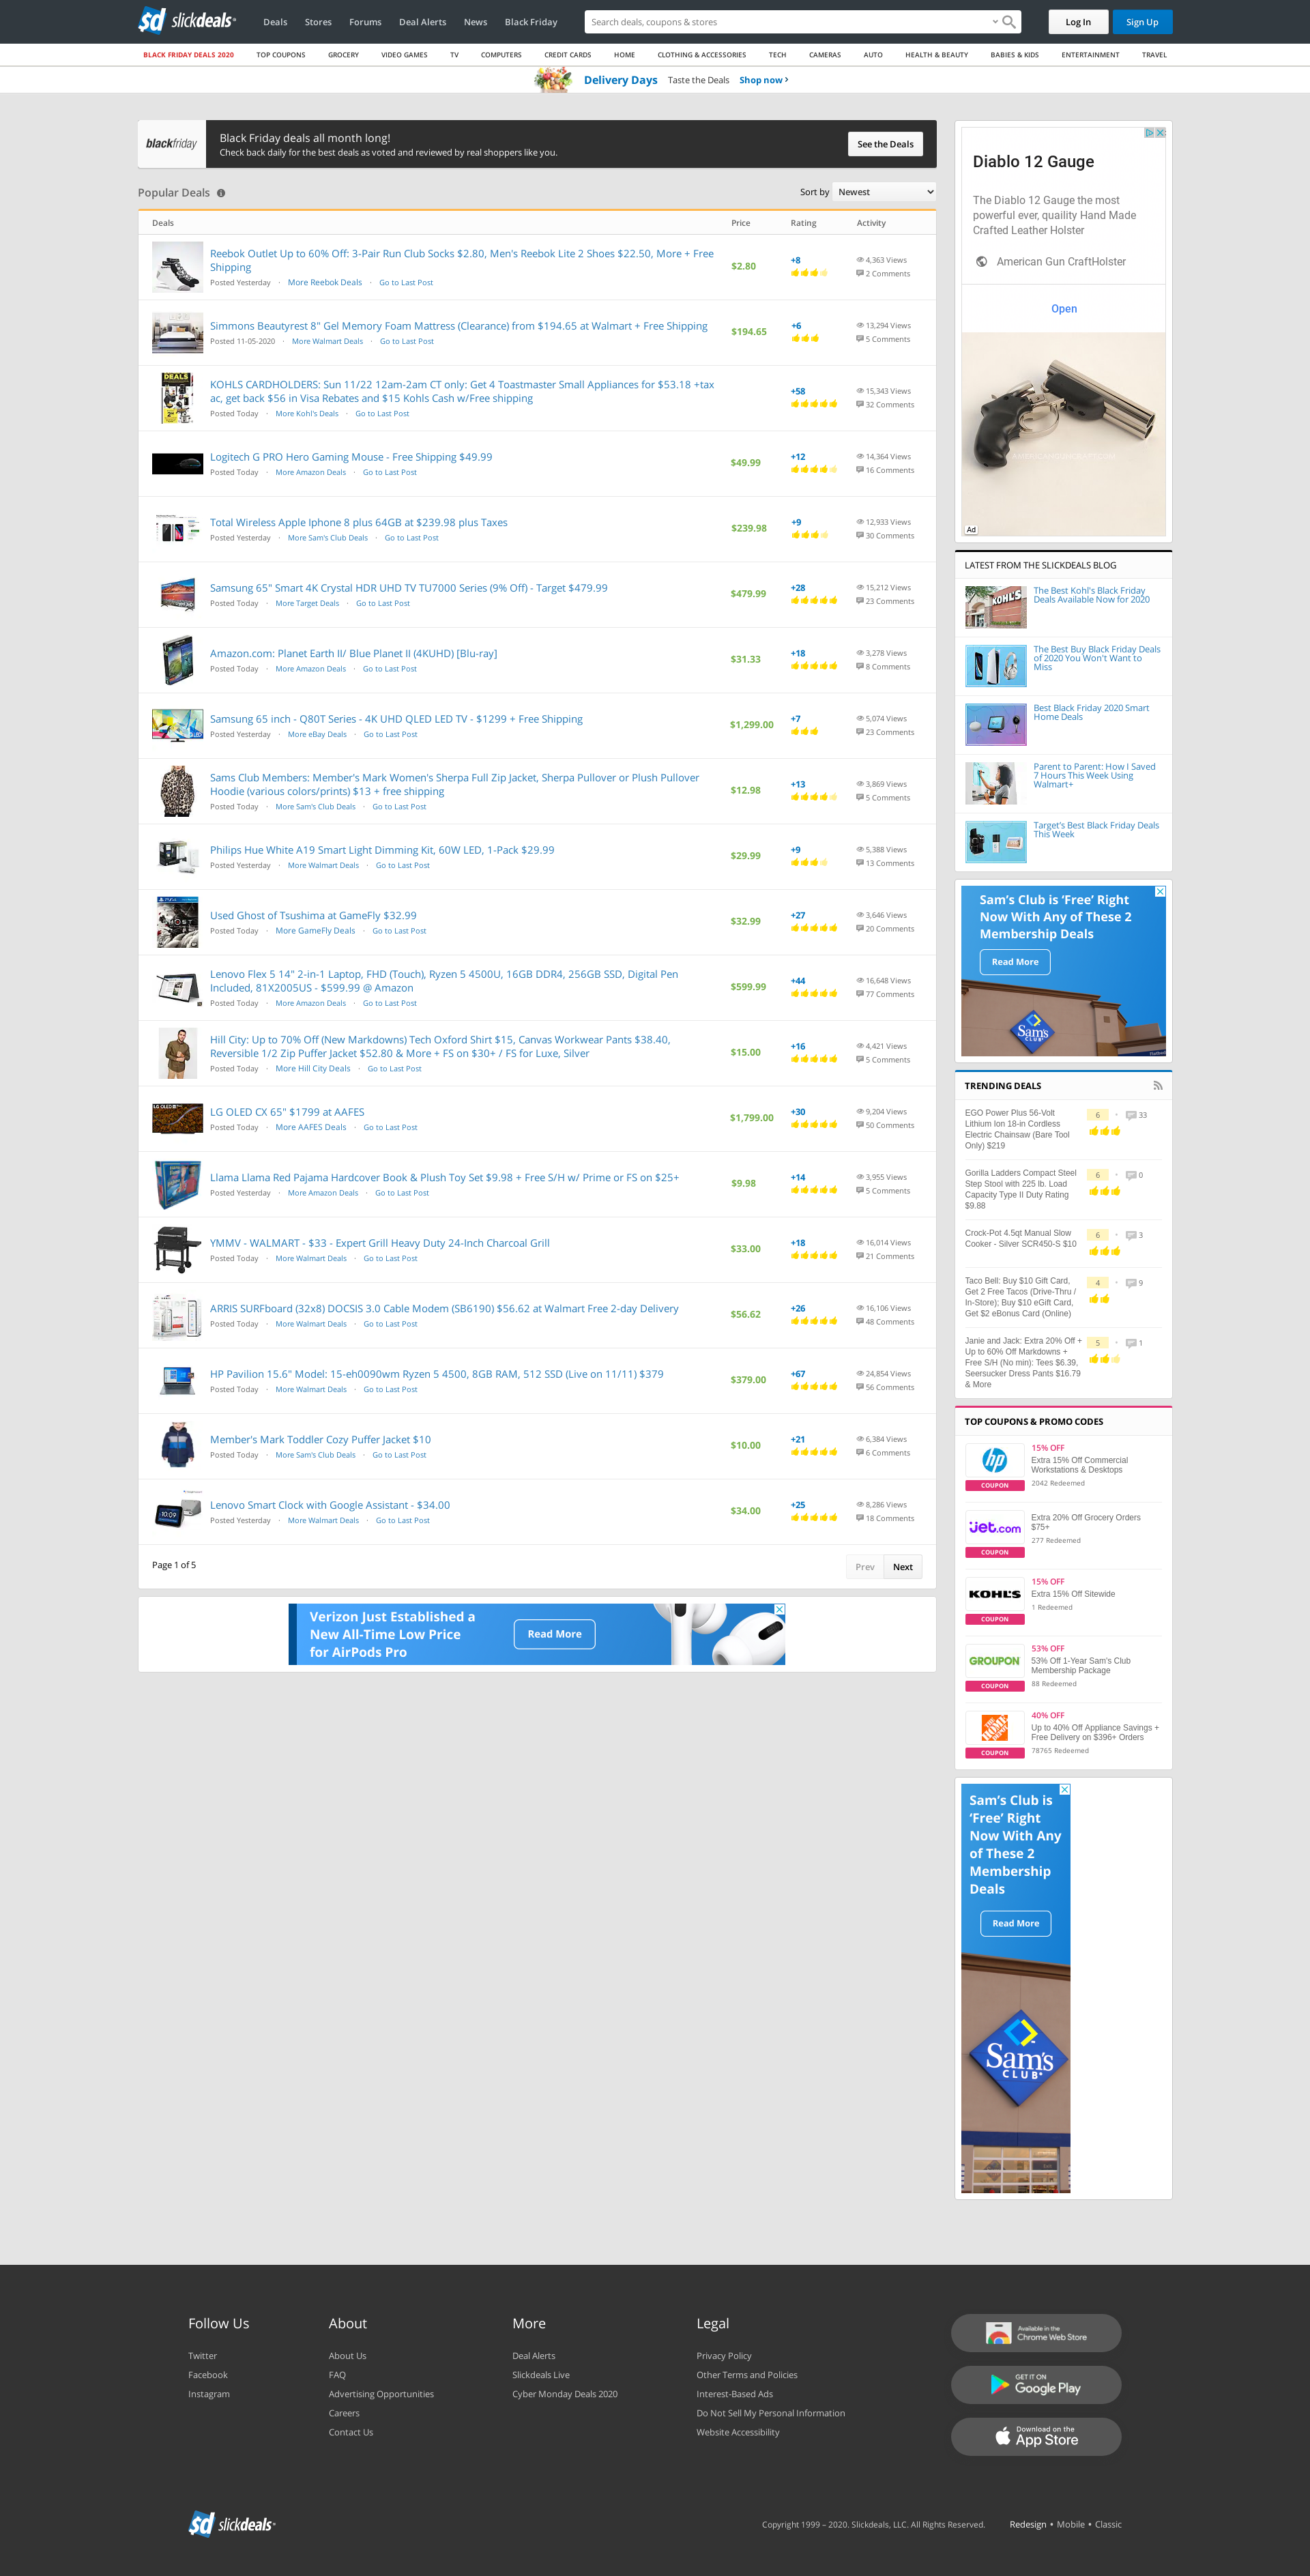 slickdeals
Deals
Stores
Forums
Deal Alerts
News
Black Friday
Search deals, coupons & stores
Log In
Sign Up
BLACK FRIDAY DEALS 2020
TOP COUPONS
GROCERY
VIDEO GAMES
TV
COMPUTERS
CREDIT CARDS
HOME
CLOTHING & ACCESSORIES
TECH
CAMERAS
AUTO
HEALTH & BEAUTY
BABIES & KIDS
ENTERTAINMENT
TRAVEL
Delivery Days Taste the Deals Shop now
blackfriday
Black Friday deals all month long!
Check back daily for the best deals as voted and reviewed by real shoppers like you.
See the Deals
Popular Deals
Sort by Newest
Deals Price Rating Activity
Reebok Outlet Up to 60% Off: 3-Pair Run Club Socks $2.80, Men's Reebok Lite 2 Shoes $22.50, More + Free
Shipping
Posted Yesterday · More Reebok Deals · Go to Last Post
$2.80
+8
4,363 Views
2 Comments
Simmons Beautyrest 8" Gel Memory Foam Mattress (Clearance) from $194.65 at Walmart + Free Shipping
Posted 11-05-2020 · More Walmart Deals · Go to Last Post
$194.65
+6
13,294 Views
5 Comments
KOHLS CARDHOLDERS: Sun 11/22 12am-2am CT only: Get 4 Toastmaster Small Appliances for $53.18 +tax
ac, get back $56 in Visa Rebates and $15 Kohls Cash w/Free shipping
Posted Today · More Kohl's Deals · Go to Last Post
+58
15,343 Views
32 Comments
Logitech G PRO Hero Gaming Mouse - Free Shipping $49.99
Posted Today · More Amazon Deals · Go to Last Post
$49.99
+12
14,364 Views
16 Comments
Total Wireless Apple Iphone 8 plus 64GB at $239.98 plus Taxes
Posted Yesterday · More Sam's Club Deals · Go to Last Post
$239.98
+9
12,933 Views
30 Comments
Samsung 65" Smart 4K Crystal HDR UHD TV TU7000 Series (9% Off) - Target $479.99
Posted Today · More Target Deals · Go to Last Post
$479.99
+28
15,212 Views
23 Comments
Amazon.com: Planet Earth II/ Blue Planet II (4KUHD) [Blu-ray]
Posted Today · More Amazon Deals · Go to Last Post
$31.33
+18
3,278 Views
8 Comments
Samsung 65 inch - Q80T Series - 4K UHD QLED LED TV - $1299 + Free Shipping
Posted Yesterday · More eBay Deals · Go to Last Post
$1,299.00
+7
5,074 Views
23 Comments
Sams Club Members: Member's Mark Women's Sherpa Full Zip Jacket, Sherpa Pullover or Plush Pullover
Hoodie (various colors/prints) $13 + free shipping
Posted Today · More Sam's Club Deals · Go to Last Post
$12.98
+13
3,869 Views
5 Comments
Philips Hue White A19 Smart Light Dimming Kit, 60W LED, 1-Pack $29.99
Posted Yesterday · More Walmart Deals · Go to Last Post
$29.99
+9
5,388 Views
13 Comments
Used Ghost of Tsushima at GameFly $32.99
Posted Today · More GameFly Deals · Go to Last Post
$32.99
+27
3,646 Views
20 Comments
Lenovo Flex 5 14" 2-in-1 Laptop, FHD (Touch), Ryzen 5 4500U, 16GB DDR4, 256GB SSD, Digital Pen
Included, 81X2005US - $599.99 @ Amazon
Posted Today · More Amazon Deals · Go to Last Post
$599.99
+44
16,648 Views
77 Comments
Hill City: Up to 70% Off (New Markdowns) Tech Oxford Shirt $15, Canvas Workwear Pants $38.40,
Reversible 1/2 Zip Puffer Jacket $52.80 & More + FS on $30+ / FS for Luxe, Silver
Posted Today · More Hill City Deals · Go to Last Post
$15.00
+16
4,421 Views
5 Comments
LG OLED CX 65" $1799 at AAFES
Posted Today · More AAFES Deals · Go to Last Post
$1,799.00
+30
9,204 Views
50 Comments
Llama Llama Red Pajama Hardcover Book & Plush Toy Set $9.98 + Free S/H w/ Prime or FS on $25+
Posted Yesterday · More Amazon Deals · Go to Last Post
$9.98
+14
3,955 Views
5 Comments
YMMV - WALMART - $33 - Expert Grill Heavy Duty 24-Inch Charcoal Grill
Posted Today · More Walmart Deals · Go to Last Post
$33.00
+18
16,014 Views
21 Comments
ARRIS SURFboard (32x8) DOCSIS 3.0 Cable Modem (SB6190) $56.62 at Walmart Free 2-day Delivery
Posted Today · More Walmart Deals · Go to Last Post
$56.62
+26
16,106 Views
48 Comments
HP Pavilion 15.6" Model: 15-eh0090wm Ryzen 5 4500, 8GB RAM, 512 SSD (Live on 11/11) $379
Posted Today · More Walmart Deals · Go to Last Post
$379.00
+67
24,854 Views
56 Comments
Member's Mark Toddler Cozy Puffer Jacket $10
Posted Today · More Sam's Club Deals · Go to Last Post
$10.00
+21
6,384 Views
6 Comments
Lenovo Smart Clock with Google Assistant - $34.00
Posted Yesterday · More Walmart Deals · Go to Last Post
$34.00
+25
8,286 Views
18 Comments
Page 1 of 5
Prev Next
Verizon Just Established a
New All-Time Low Price
for AirPods Pro
Read More
Diablo 12 Gauge
The Diablo 12 Gauge the most
powerful ever, quaility Hand Made
Crafted Leather Holster
American Gun CraftHolster
Open
Ad
LATEST FROM THE SLICKDEALS BLOG
The Best Kohl's Black Friday
Deals Available Now for 2020
The Best Buy Black Friday Deals
of 2020 You Won't Want to
Miss
Best Black Friday 2020 Smart
Home Deals
Parent to Parent: How I Saved
7 Hours This Week Using
Walmart+
Target's Best Black Friday Deals
This Week
Sam's Club is 'Free' Right
Now With Any of These 2
Membership Deals
Read More
TRENDING DEALS
EGO Power Plus 56-Volt
Lithium Ion 18-in Cordless
Electric Chainsaw (Bare Tool
Only) $219
6 · 33
Gorilla Ladders Compact Steel
Step Stool with 225 lb. Load
Capacity Type II Duty Rating
$9.88
6 · 0
Crock-Pot 4.5qt Manual Slow
Cooker - Silver SCR450-S $10
6 · 3
Taco Bell: Buy $10 Gift Card,
Get 2 Free Tacos (Drive-Thru /
In-Store); Buy $10 eGift Card,
Get $2 eBonus Card (Online)
4 · 9
Janie and Jack: Extra 20% Off +
Up to 60% Off Markdowns +
Free S/H (No min): Tees $6.39,
Seersucker Dress Pants $16.79
& More
5 · 1
TOP COUPONS & PROMO CODES
hp
COUPON
15% OFF
Extra 15% Off Commercial
Workstations & Desktops
2042 Redeemed
jet.com
COUPON
Extra 20% Off Grocery Orders
$75+
277 Redeemed
KOHL'S
COUPON
15% OFF
Extra 15% Off Sitewide
1 Redeemed
GROUPON
COUPON
53% OFF
53% Off 1-Year Sam's Club
Membership Package
88 Redeemed
COUPON
40% OFF
Up to 40% Off Appliance Savings +
Free Delivery on $396+ Orders
78765 Redeemed
Sam's Club is
'Free' Right
Now With Any
of These 2
Membership
Deals
Read More
Sam's
CLUB
Follow Us
Twitter
Facebook
Instagram
About
About Us
FAQ
Advertising Opportunities
Careers
Contact Us
More
Deal Alerts
Slickdeals Live
Cyber Monday Deals 2020
Legal
Privacy Policy
Other Terms and Policies
Interest-Based Ads
Do Not Sell My Personal Information
Website Accessibility
Available in the
Chrome Web Store
GET IT ON
Google Play
Download on the
App Store
slickdeals
Copyright 1999 – 2020. Slickdeals, LLC. All Rights Reserved.
Redesign • Mobile • Classic